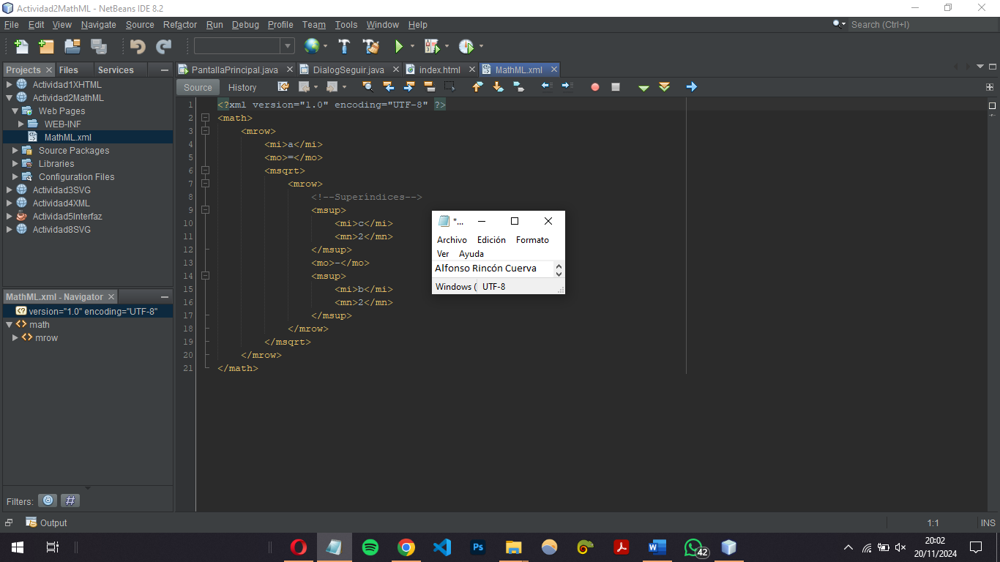 Actividad2MathML - NetBeans IDE 8.2
File Edit View Navigate Source Refactor Run Debug Profile Team Tools Window Help
Search (Ctrl+I)
Projects Files Services
Actividad1XHTML
Actividad2MathML
Web Pages
WEB-INF
MathML.xml
Source Packages
Libraries
Configuration Files
Actividad3SVG
Actividad4XML
Actividad5Interfaz
Actividad8SVG
MathML.xml - Navigator
version="1.0" encoding="UTF-8"
math
mrow
Filters:
PantallaPrincipal.java DialogSeguir.java index.html MathML.xml
Source History
1 <?xml version="1.0" encoding="UTF-8" ?>
2 <math>
3 <mrow>
4 <mi>a</mi>
5 <mo>=</mo>
6 <msqrt>
7 <mrow>
8 <!--Superíndices-->
9 <msup>
10 <mi>c</mi>
11 <mn>2</mn>
12 </msup>
13 <mo>-</mo>
14 <msup>
15 <mi>b</mi>
16 <mn>2</mn>
17 </msup>
18 </mrow>
19 </msqrt>
20 </mrow>
21 </math>
*...
Archivo Edición Formato
Ver Ayuda
Alfonso Rincón Cuerva
Windows ( UTF-8
Output
1:1 INS
Ps
42
20:02
20/11/2024